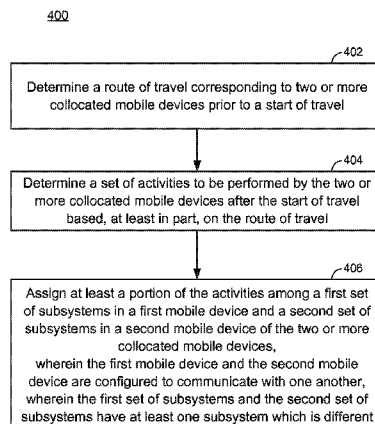 400
402
Determine a route of travel corresponding to two or more
collocated mobile devices prior to a start of travel
404
Determine a set of activities to be performed by the two or
more collocated mobile devices after the start of travel
based, at least in part, on the route of travel
406
Assign at least a portion of the activities among a first set
of subsystems in a first mobile device and a second set of
subsystems in a second mobile device of the two or more
collocated mobile devices,
wherein the first mobile device and the second mobile
device are configured to communicate with one another,
wherein the first set of subsystems and the second set of
subsystems have at least one subsystem which is different